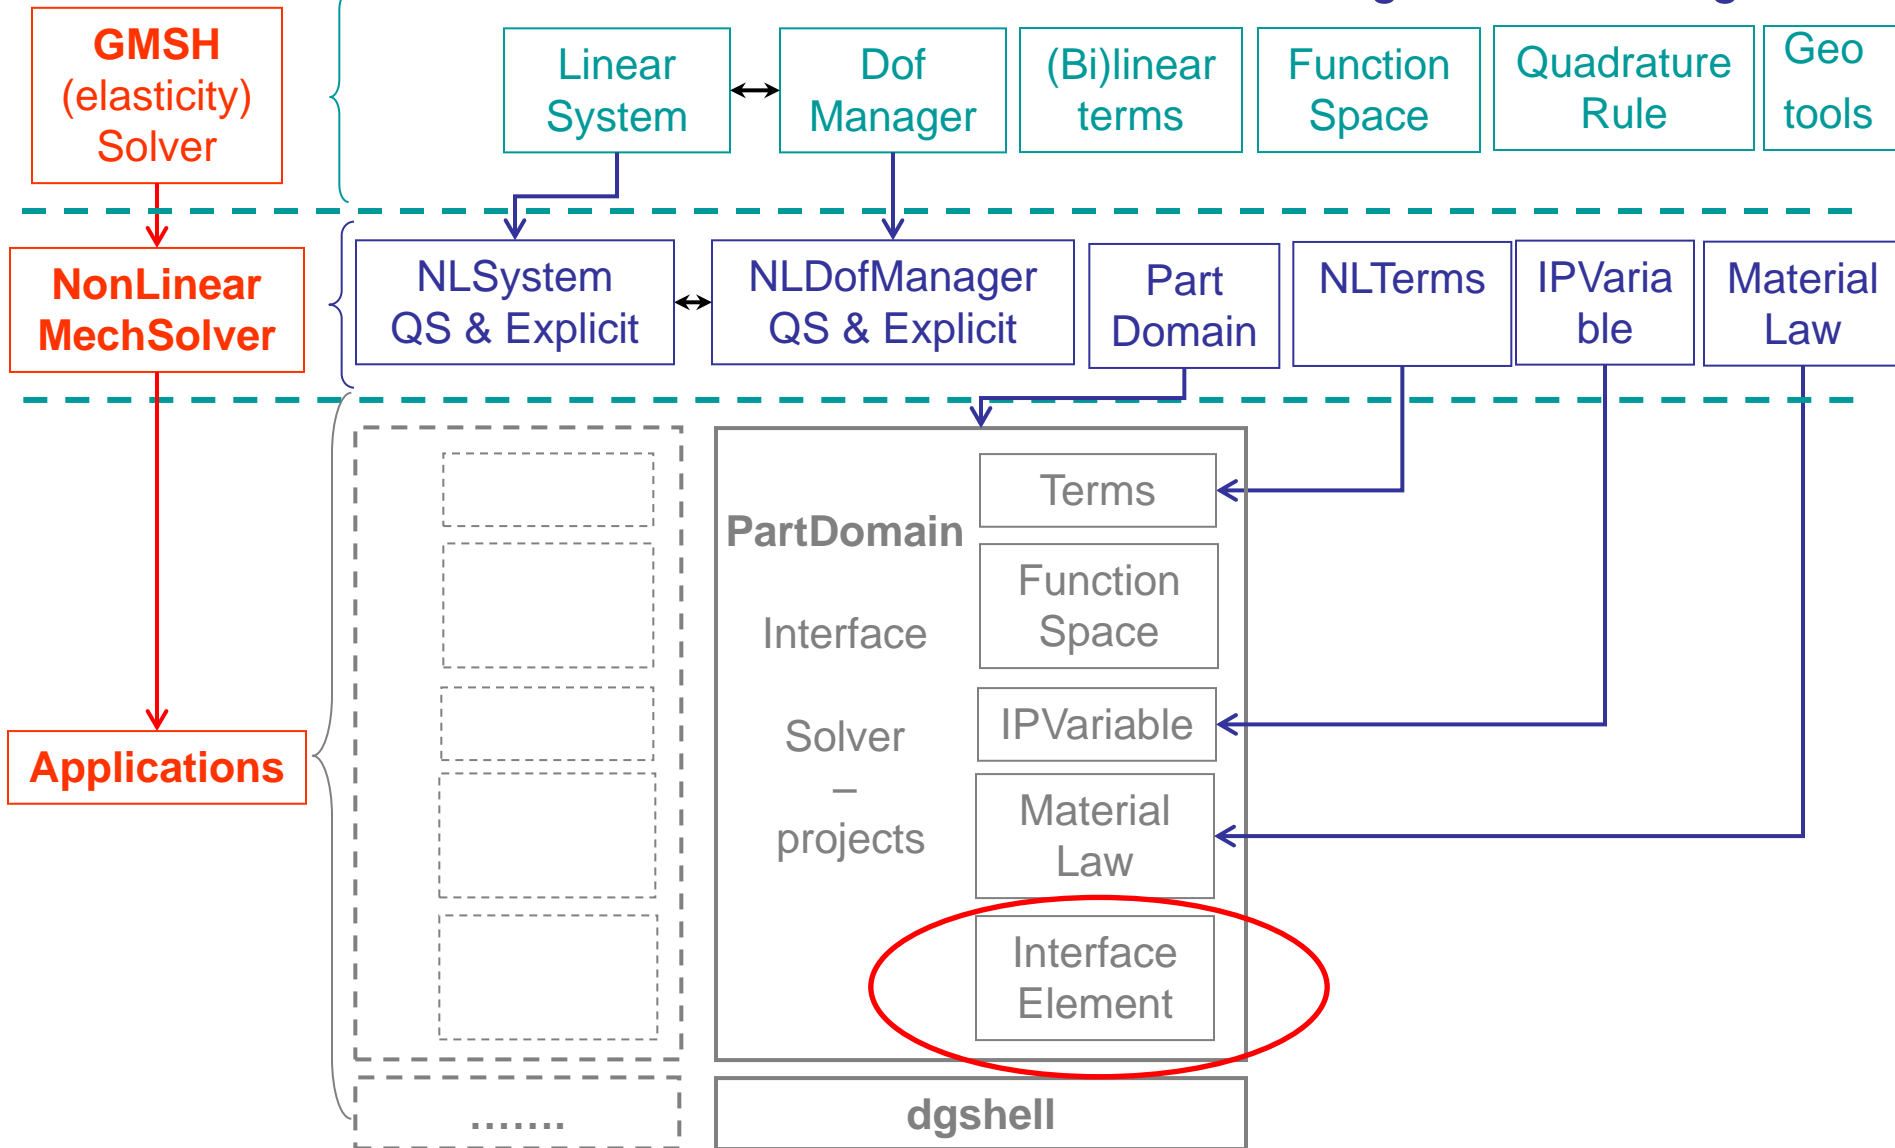 GMSH
(elasticity)
Solver
Linear
System
Dof
Manager
(Bi)linear
terms
Function
Space
Quadrature
Rule
Geo
tools
NonLinear
MechSolver
NLSystem
QS & Explicit
NLDofManager
QS & Explicit
Part
Domain
NLTerms
IPVaria
ble
Material
Law
Applications
PartDomain
Interface
Solver
–
projects
Terms
Function
Space
IPVariable
Material
Law
Interface
Element
.......
dgshell